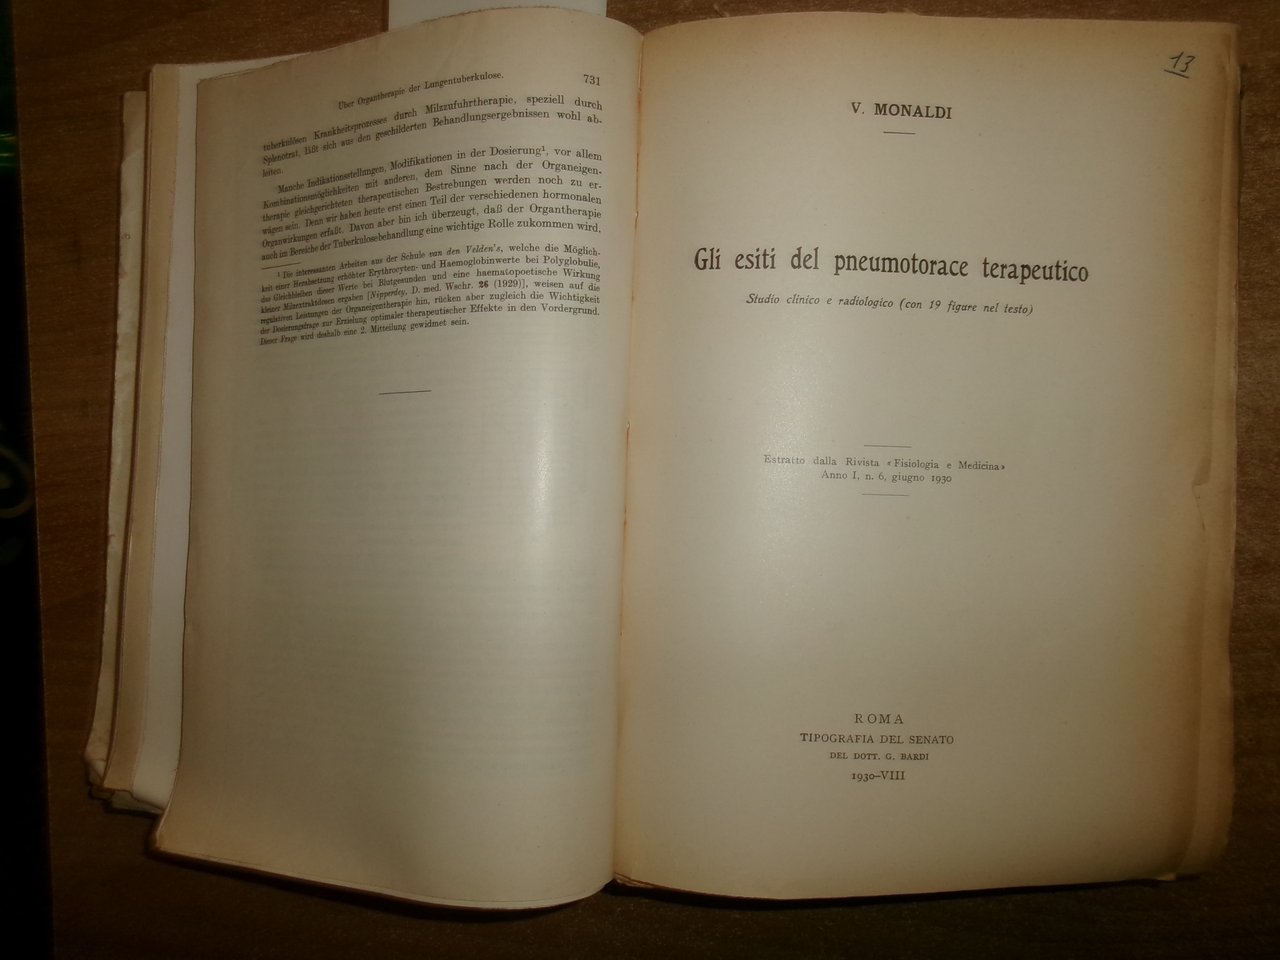 Über Organtherapie der Lungentuberkulose. 731
tuberkulösen Krankheitsprozesses durch Milzzufuhrtherapie, speziell durch
Splenotrat, läßt sich aus den geschilderten Behandlungsergebnissen wohl ab-
leiten.
Manche Indikationsstellungen, Modifikationen in der Dosierung¹, vor allem
Kombinationsmöglichkeiten mit anderen, dem Sinne nach der Organeigen-
therapie gleichgerichteten therapeutischen Bestrebungen werden noch zu er-
wägen sein. Denn wir haben heute erst einen Teil der verschiedenen hormonalen
Organwirkungen erfaßt. Davon aber bin ich überzeugt, daß der Organtherapie
auch im Bereiche der Tuberkulosebehandlung eine wichtige Rolle zukommen wird.
¹ Die interessanten Arbeiten aus der Schule van den Velden's, welche die Möglich-
keit einer Herabsetzung erhöhter Erythrocyten- und Haemoglobinwerte bei Polyglobulie,
das Gleichbleiben dieser Werte bei Blutgesunden und eine haematopoetische Wirkung
kleiner Milzextraktdosen ergaben [Nipperdey, D. med. Wschr. 26 (1929)], weisen auf die
regulativen Leistungen der Organeigentherapie hin, rücken aber zugleich die Wichtigkeit
der Dosierungsfrage zur Erzielung optimaler therapeutischer Effekte in den Vordergrund.
Dieser Frage wird deshalb eine 2. Mitteilung gewidmet sein.
13
V. MONALDI
Gli esiti del pneumotorace terapeutico
Studio clinico e radiologico (con 19 figure nel testo)
Estratto dalla Rivista «Fisiologia e Medicina»
Anno I, n. 6, giugno 1930
ROMA
TIPOGRAFIA DEL SENATO
DEL DOTT. G. BARDI
1930-VIII